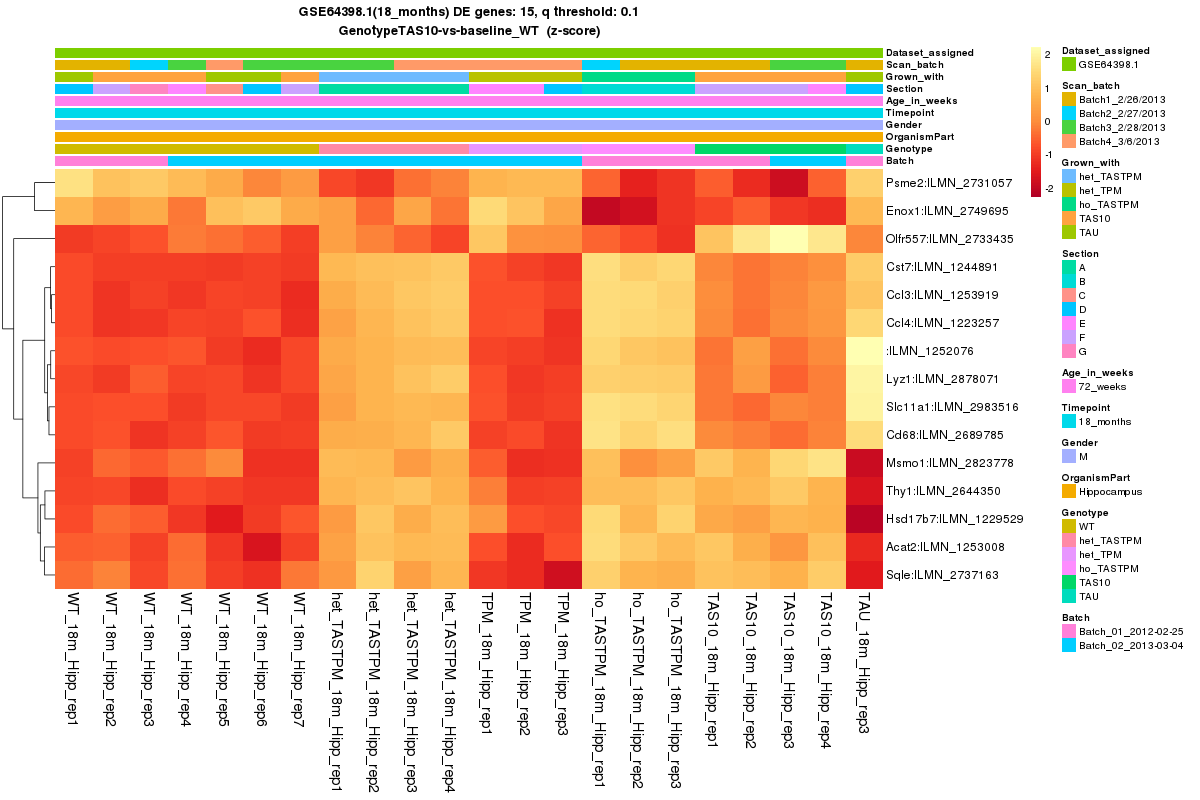 GSE64398.1(18_months) DE genes: 15, q threshold: 0.1
GenotypeTAS10-vs-baseline_WT (z-score)
Dataset_assigned
Scan_batch
Grown_with
Section
Age_in_weeks
Timepoint
Gender
OrganismPart
Genotype
Batch
Psme2:ILMN_2731057
Enox1:ILMN_2749695
Olfr557:ILMN_2733435
Cst7:ILMN_1244891
Ccl3:ILMN_1253919
Ccl4:ILMN_1223257
:ILMN_1252076
Lyz1:ILMN_2878071
Slc11a1:ILMN_2983516
Cd68:ILMN_2689785
Msmo1:ILMN_2823778
Thy1:ILMN_2644350
Hsd17b7:ILMN_1229529
Acat2:ILMN_1253008
Sqle:ILMN_2737163
WT_18m_Hipp_rep1
WT_18m_Hipp_rep2
WT_18m_Hipp_rep3
WT_18m_Hipp_rep4
WT_18m_Hipp_rep5
WT_18m_Hipp_rep6
WT_18m_Hipp_rep7
het_TASTPM_18m_Hipp_rep1
het_TASTPM_18m_Hipp_rep2
het_TASTPM_18m_Hipp_rep3
het_TASTPM_18m_Hipp_rep4
TPM_18m_Hipp_rep1
TPM_18m_Hipp_rep2
TPM_18m_Hipp_rep3
ho_TASTPM_18m_Hipp_rep1
ho_TASTPM_18m_Hipp_rep2
ho_TASTPM_18m_Hipp_rep3
TAS10_18m_Hipp_rep1
TAS10_18m_Hipp_rep2
TAS10_18m_Hipp_rep3
TAS10_18m_Hipp_rep4
TAU_18m_Hipp_rep3
2
1
0
-1
-2
Dataset_assigned
GSE64398.1
Scan_batch
Batch1_2/26/2013
Batch2_2/27/2013
Batch3_2/28/2013
Batch4_3/6/2013
Grown_with
het_TASTPM
het_TPM
ho_TASTPM
TAS10
TAU
Section
A
B
C
D
E
F
G
Age_in_weeks
72_weeks
Timepoint
18_months
Gender
M
OrganismPart
Hippocampus
Genotype
WT
het_TASTPM
het_TPM
ho_TASTPM
TAS10
TAU
Batch
Batch_01_2012-02-25
Batch_02_2013-03-04